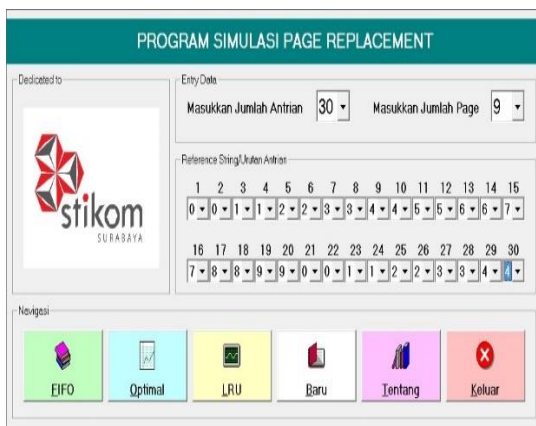 PROGRAM SIMULASI PAGE REPLACEMENT
Dedicated to
Entry Data
Masukkan Jumlah Antrian 30 Masukkan Jumlah Page 9
stikom
SURABAYA
Reference String/Urutan Antrian
1 2 3 4 5 6 7 8 9 10 11 12 13 14 15
0 0 1 1 2 2 3 3 4 4 5 5 6 6 7
16 17 18 19 20 21 22 23 24 25 26 27 28 29 30
7 8 8 9 9 0 0 1 1 2 2 3 3 4 4
Navigasi
FIFO Optimal LRU Baru Tentang Keluar